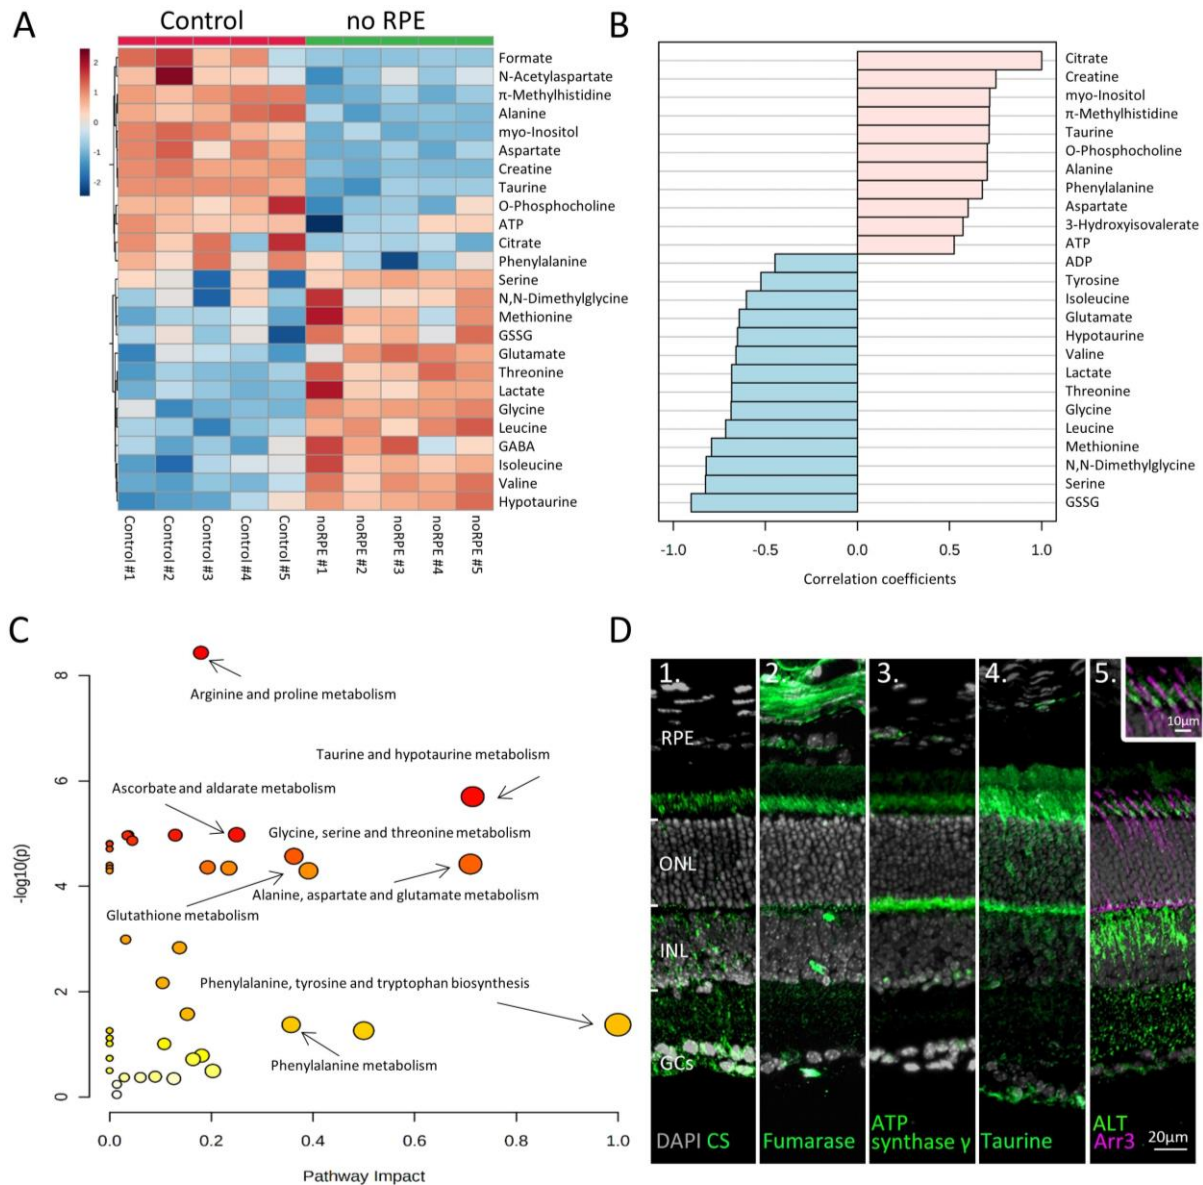 A
Control
no RPE
2
1
0
-1
-2
Formate
N-Acetylaspartate
π-Methylhistidine
Alanine
myo-Inositol
Aspartate
Creatine
Taurine
O-Phosphocholine
ATP
Citrate
Phenylalanine
Serine
N,N-Dimethylglycine
Methionine
GSSG
Glutamate
Threonine
Lactate
Glycine
Leucine
GABA
Isoleucine
Valine
Hypotaurine
Control #1
Control #2
Control #3
Control #4
Control #5
noRPE #1
noRPE #2
noRPE #3
noRPE #4
noRPE #5
B
Citrate
Creatine
myo-Inositol
π-Methylhistidine
Taurine
O-Phosphocholine
Alanine
Phenylalanine
Aspartate
3-Hydroxyisovalerate
ATP
ADP
Tyrosine
Isoleucine
Glutamate
Hypotaurine
Valine
Lactate
Threonine
Glycine
Leucine
Methionine
N,N-Dimethylglycine
Serine
GSSG
-1.0 -0.5 0.0 0.5 1.0
Correlation coefficients
C
-log10(p)
8
6
4
2
0
Arginine and proline metabolism
Taurine and hypotaurine metabolism
Ascorbate and aldarate metabolism
Glycine, serine and threonine metabolism
Alanine, aspartate and glutamate metabolism
Glutathione metabolism
Phenylalanine, tyrosine and tryptophan biosynthesis
Phenylalanine metabolism
0.0 0.2 0.4 0.6 0.8 1.0
Pathway Impact
D
1.
2.
3.
4.
5.
10µm
RPE
ONL
INL
GCs
DAPI CS
Fumarase
ATP
synthase γ
Taurine
ALT
Arr3
20µm